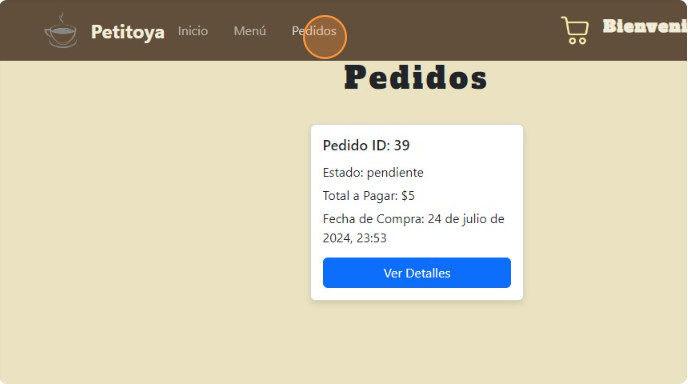 Petitoya Inicio Menú Pedidos
Pedidos
Pedido ID: 39
Estado: pendiente
Total a Pagar: $5
Fecha de Compra: 24 de julio de
2024, 23:53
Ver Detalles